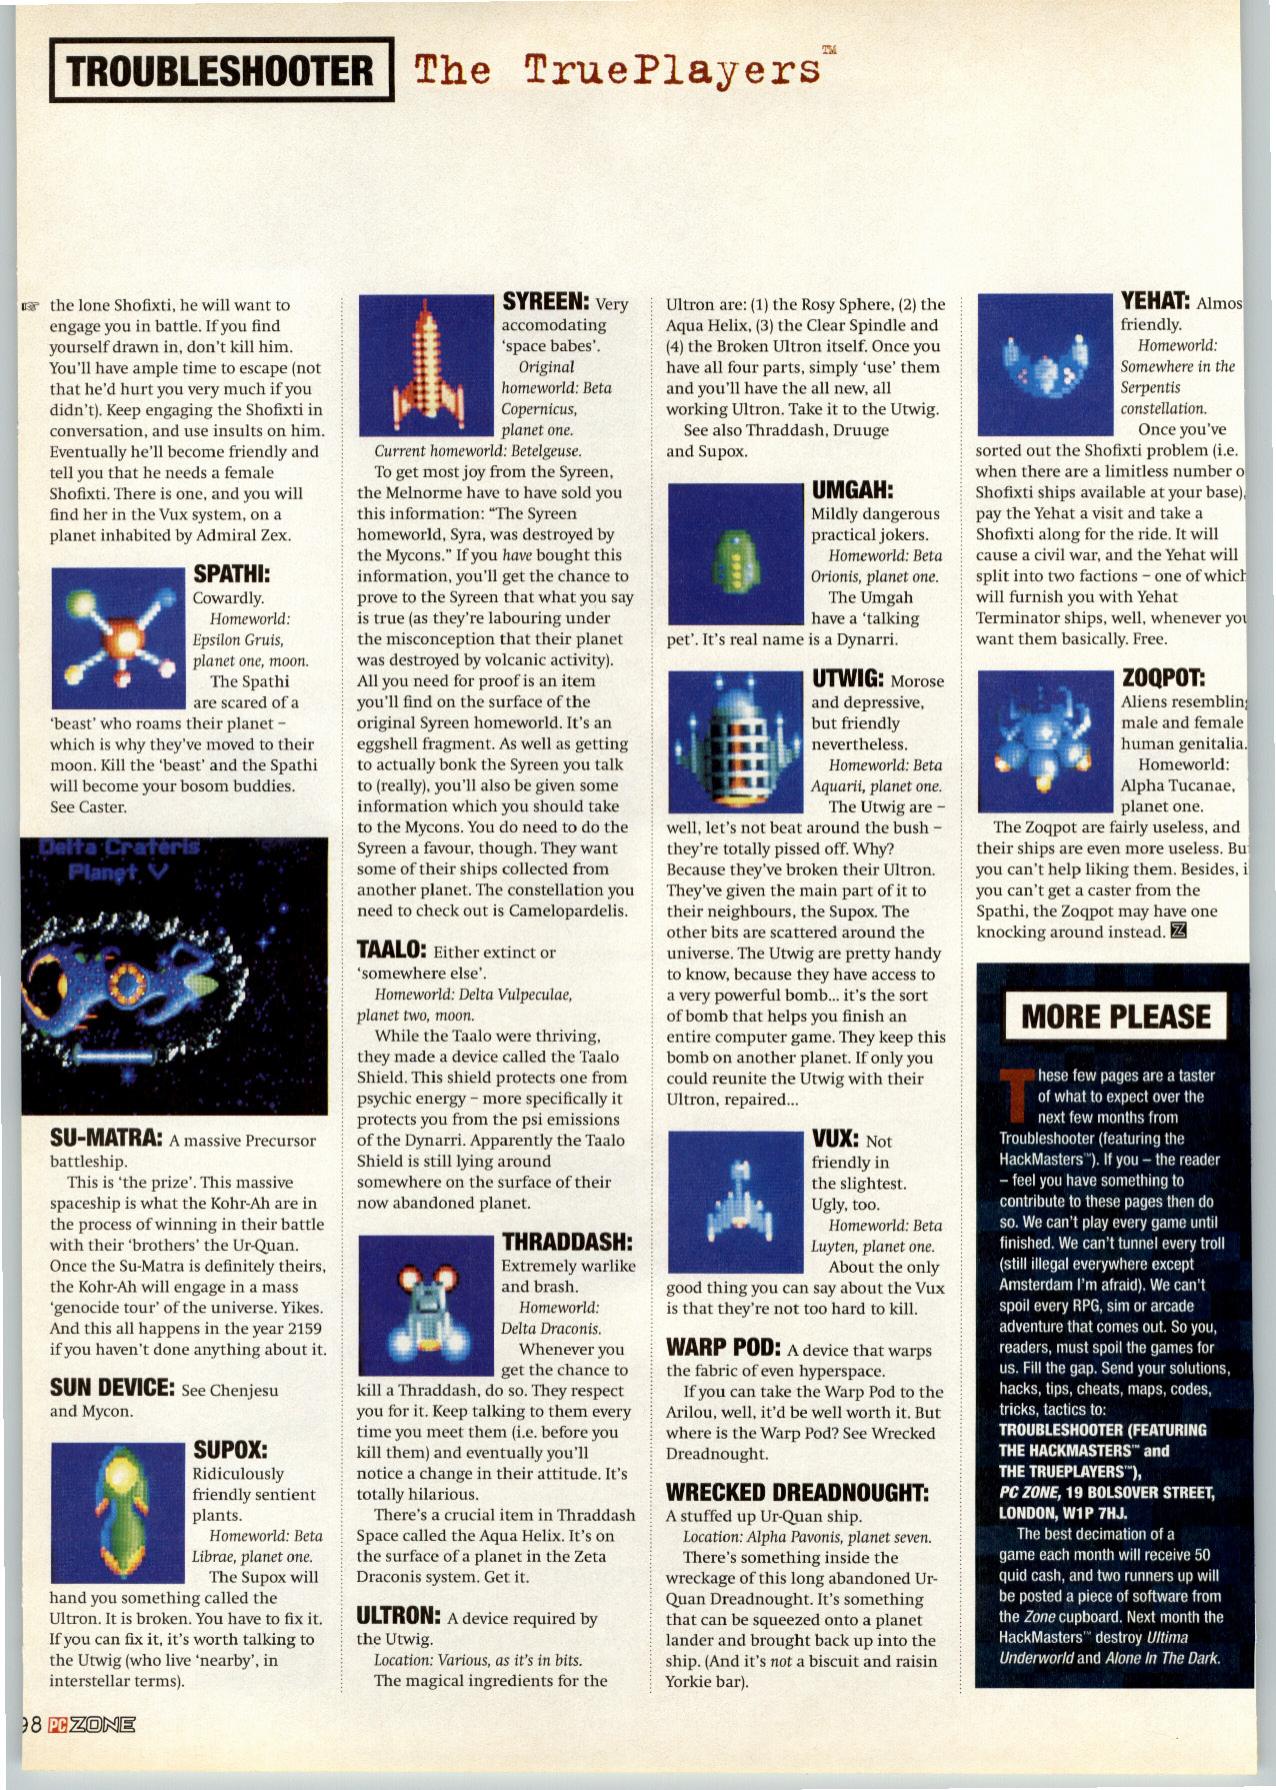 TROUBLESHOOTER The TruePlayers™
☞ the lone Shofixti, he will want to
engage you in battle. If you find
yourself drawn in, don't kill him.
You'll have ample time to escape (not
that he'd hurt you very much if you
didn't). Keep engaging the Shofixti in
conversation, and use insults on him.
Eventually he'll become friendly and
tell you that he needs a female
Shofixti. There is one, and you will
find her in the Vux system, on a
planet inhabited by Admiral Zex.
SPATHI:
Cowardly.
Homeworld:
Epsilon Gruis,
planet one, moon.
The Spathi
are scared of a
'beast' who roams their planet –
which is why they've moved to their
moon. Kill the 'beast' and the Spathi
will become your bosom buddies.
See Caster.
Delta Crateris
Planet V
SU-MATRA: A massive Precursor
battleship.
This is 'the prize'. This massive
spaceship is what the Kohr-Ah are in
the process of winning in their battle
with their 'brothers' the Ur-Quan.
Once the Su-Matra is definitely theirs,
the Kohr-Ah will engage in a mass
'genocide tour' of the universe. Yikes.
And this all happens in the year 2159
if you haven't done anything about it.
SUN DEVICE: See Chenjesu
and Mycon.
SUPOX:
Ridiculously
friendly sentient
plants.
Homeworld: Beta
Librae, planet one.
The Supox will
hand you something called the
Ultron. It is broken. You have to fix it.
If you can fix it, it's worth talking to
the Utwig (who live 'nearby', in
interstellar terms).
SYREEN: Very
accomodating
'space babes'.
Original
homeworld: Beta
Copernicus,
planet one.
Current homeworld: Betelgeuse.
To get most joy from the Syreen,
the Melnorme have to have sold you
this information: "The Syreen
homeworld, Syra, was destroyed by
the Mycons." If you have bought this
information, you'll get the chance to
prove to the Syreen that what you say
is true (as they're labouring under
the misconception that their planet
was destroyed by volcanic activity).
All you need for proof is an item
you'll find on the surface of the
original Syreen homeworld. It's an
eggshell fragment. As well as getting
to actually bonk the Syreen you talk
to (really), you'll also be given some
information which you should take
to the Mycons. You do need to do the
Syreen a favour, though. They want
some of their ships collected from
another planet. The constellation you
need to check out is Camelopardelis.
TAALO: Either extinct or
'somewhere else'.
Homeworld: Delta Vulpeculae,
planet two, moon.
While the Taalo were thriving,
they made a device called the Taalo
Shield. This shield protects one from
psychic energy – more specifically it
protects you from the psi emissions
of the Dynarri. Apparently the Taalo
Shield is still lying around
somewhere on the surface of their
now abandoned planet.
THRADDASH:
Extremely warlike
and brash.
Homeworld:
Delta Draconis.
Whenever you
get the chance to
kill a Thraddash, do so. They respect
you for it. Keep talking to them every
time you meet them (i.e. before you
kill them) and eventually you'll
notice a change in their attitude. It's
totally hilarious.
There's a crucial item in Thraddash
Space called the Aqua Helix. It's on
the surface of a planet in the Zeta
Draconis system. Get it.
ULTRON: A device required by
the Utwig.
Location: Various, as it's in bits.
The magical ingredients for the
Ultron are: (1) the Rosy Sphere, (2) the
Aqua Helix, (3) the Clear Spindle and
(4) the Broken Ultron itself. Once you
have all four parts, simply 'use' them
and you'll have the all new, all
working Ultron. Take it to the Utwig.
See also Thraddash, Druuge
and Supox.
UMGAH:
Mildly dangerous
practical jokers.
Homeworld: Beta
Orionis, planet one.
The Umgah
have a 'talking
pet'. It's real name is a Dynarri.
UTWIG: Morose
and depressive,
but friendly
nevertheless.
Homeworld: Beta
Aquarii, planet one.
The Utwig are –
well, let's not beat around the bush –
they're totally pissed off. Why?
Because they've broken their Ultron.
They've given the main part of it to
their neighbours, the Supox. The
other bits are scattered around the
universe. The Utwig are pretty handy
to know, because they have access to
a very powerful bomb... it's the sort
of bomb that helps you finish an
entire computer game. They keep this
bomb on another planet. If only you
could reunite the Utwig with their
Ultron, repaired...
VUX: Not
friendly in
the slightest.
Ugly, too.
Homeworld: Beta
Luyten, planet one.
About the only
good thing you can say about the Vux
is that they're not too hard to kill.
WARP POD: A device that warps
the fabric of even hyperspace.
If you can take the Warp Pod to the
Arilou, well, it'd be well worth it. But
where is the Warp Pod? See Wrecked
Dreadnought.
WRECKED DREADNOUGHT:
A stuffed up Ur-Quan ship.
Location: Alpha Pavonis, planet seven.
There's something inside the
wreckage of this long abandoned Ur-
Quan Dreadnought. It's something
that can be squeezed onto a planet
lander and brought back up into the
ship. (And it's not a biscuit and raisin
Yorkie bar).
YEHAT: Almos
friendly.
Homeworld:
Somewhere in the
Serpentis
constellation.
Once you've
sorted out the Shofixti problem (i.e.
when there are a limitless number o
Shofixti ships available at your base),
pay the Yehat a visit and take a
Shofixti along for the ride. It will
cause a civil war, and the Yehat will
split into two factions – one of which
will furnish you with Yehat
Terminator ships, well, whenever you
want them basically. Free.
ZOQPOT:
Aliens resembling
male and female
human genitalia.
Homeworld:
Alpha Tucanae,
planet one.
The Zoqpot are fairly useless, and
their ships are even more useless. Bu
you can't help liking them. Besides, i
you can't get a caster from the
Spathi, the Zoqpot may have one
knocking around instead. Z
MORE PLEASE
These few pages are a taster
of what to expect over the
next few months from
Troubleshooter (featuring the
HackMasters™). If you – the reader
– feel you have something to
contribute to these pages then do
so. We can't play every game until
finished. We can't tunnel every troll
(still illegal everywhere except
Amsterdam I'm afraid). We can't
spoil every RPG, sim or arcade
adventure that comes out. So you,
readers, must spoil the games for
us. Fill the gap. Send your solutions,
hacks, tips, cheats, maps, codes,
tricks, tactics to:
TROUBLESHOOTER (FEATURING
THE HACKMASTERS™ and
THE TRUEPLAYERS™),
PC ZONE, 19 BOLSOVER STREET,
LONDON, W1P 7HJ.
The best decimation of a
game each month will receive 50
quid cash, and two runners up will
be posted a piece of software from
the Zone cupboard. Next month the
HackMasters™ destroy Ultima
Underworld and Alone In The Dark.
98 PC ZONE